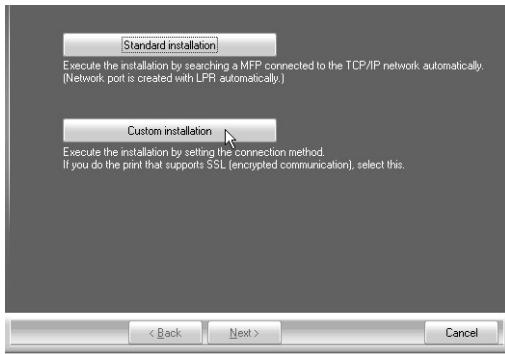 Standard installation
Execute the installation by searching a MFP connected to the TCP/IP network automatically.
(Network port is created with LPR automatically.)
Custom installation
Execute the installation by setting the connection method.
If you do the print that supports SSL (encrypted communication), select this.
< Back
Next >
Cancel